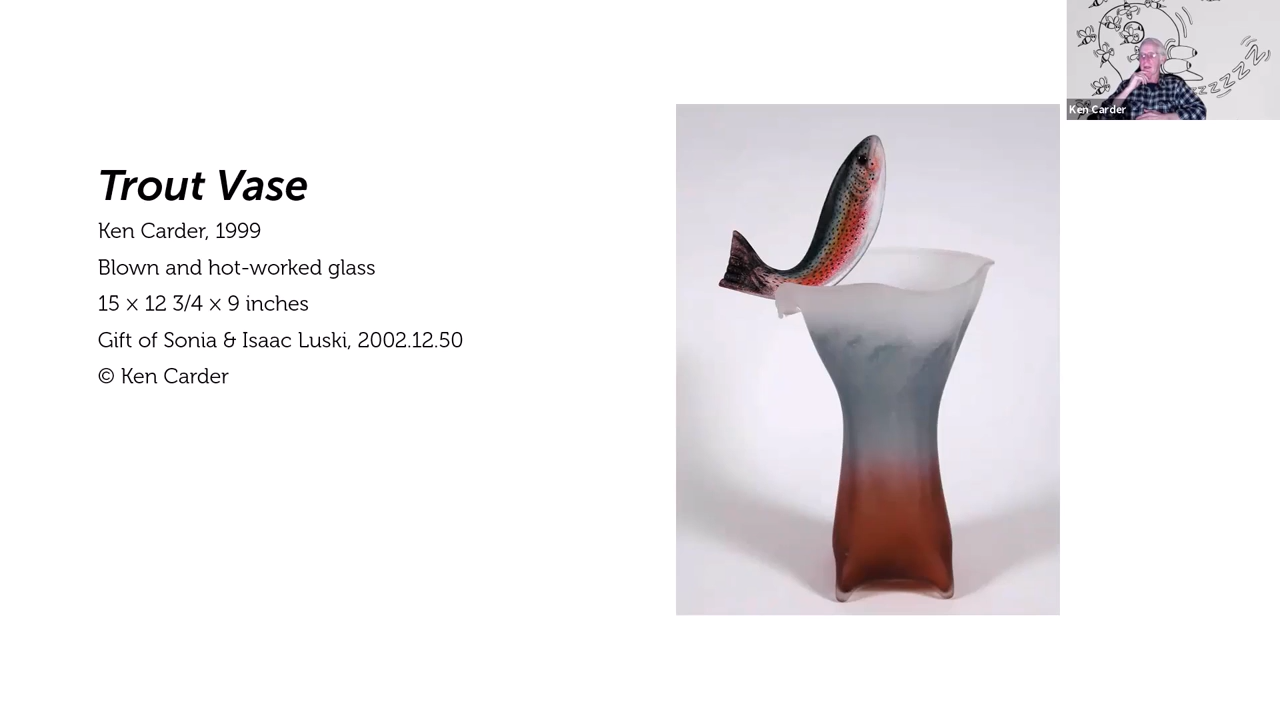 Trout Vase
Ken Carder, 1999
Blown and hot-worked glass
15 × 12 3/4 × 9 inches
Gift of Sonia & Isaac Luski, 2002.12.50
© Ken Carder
zzZZZZZ
Ken Carder